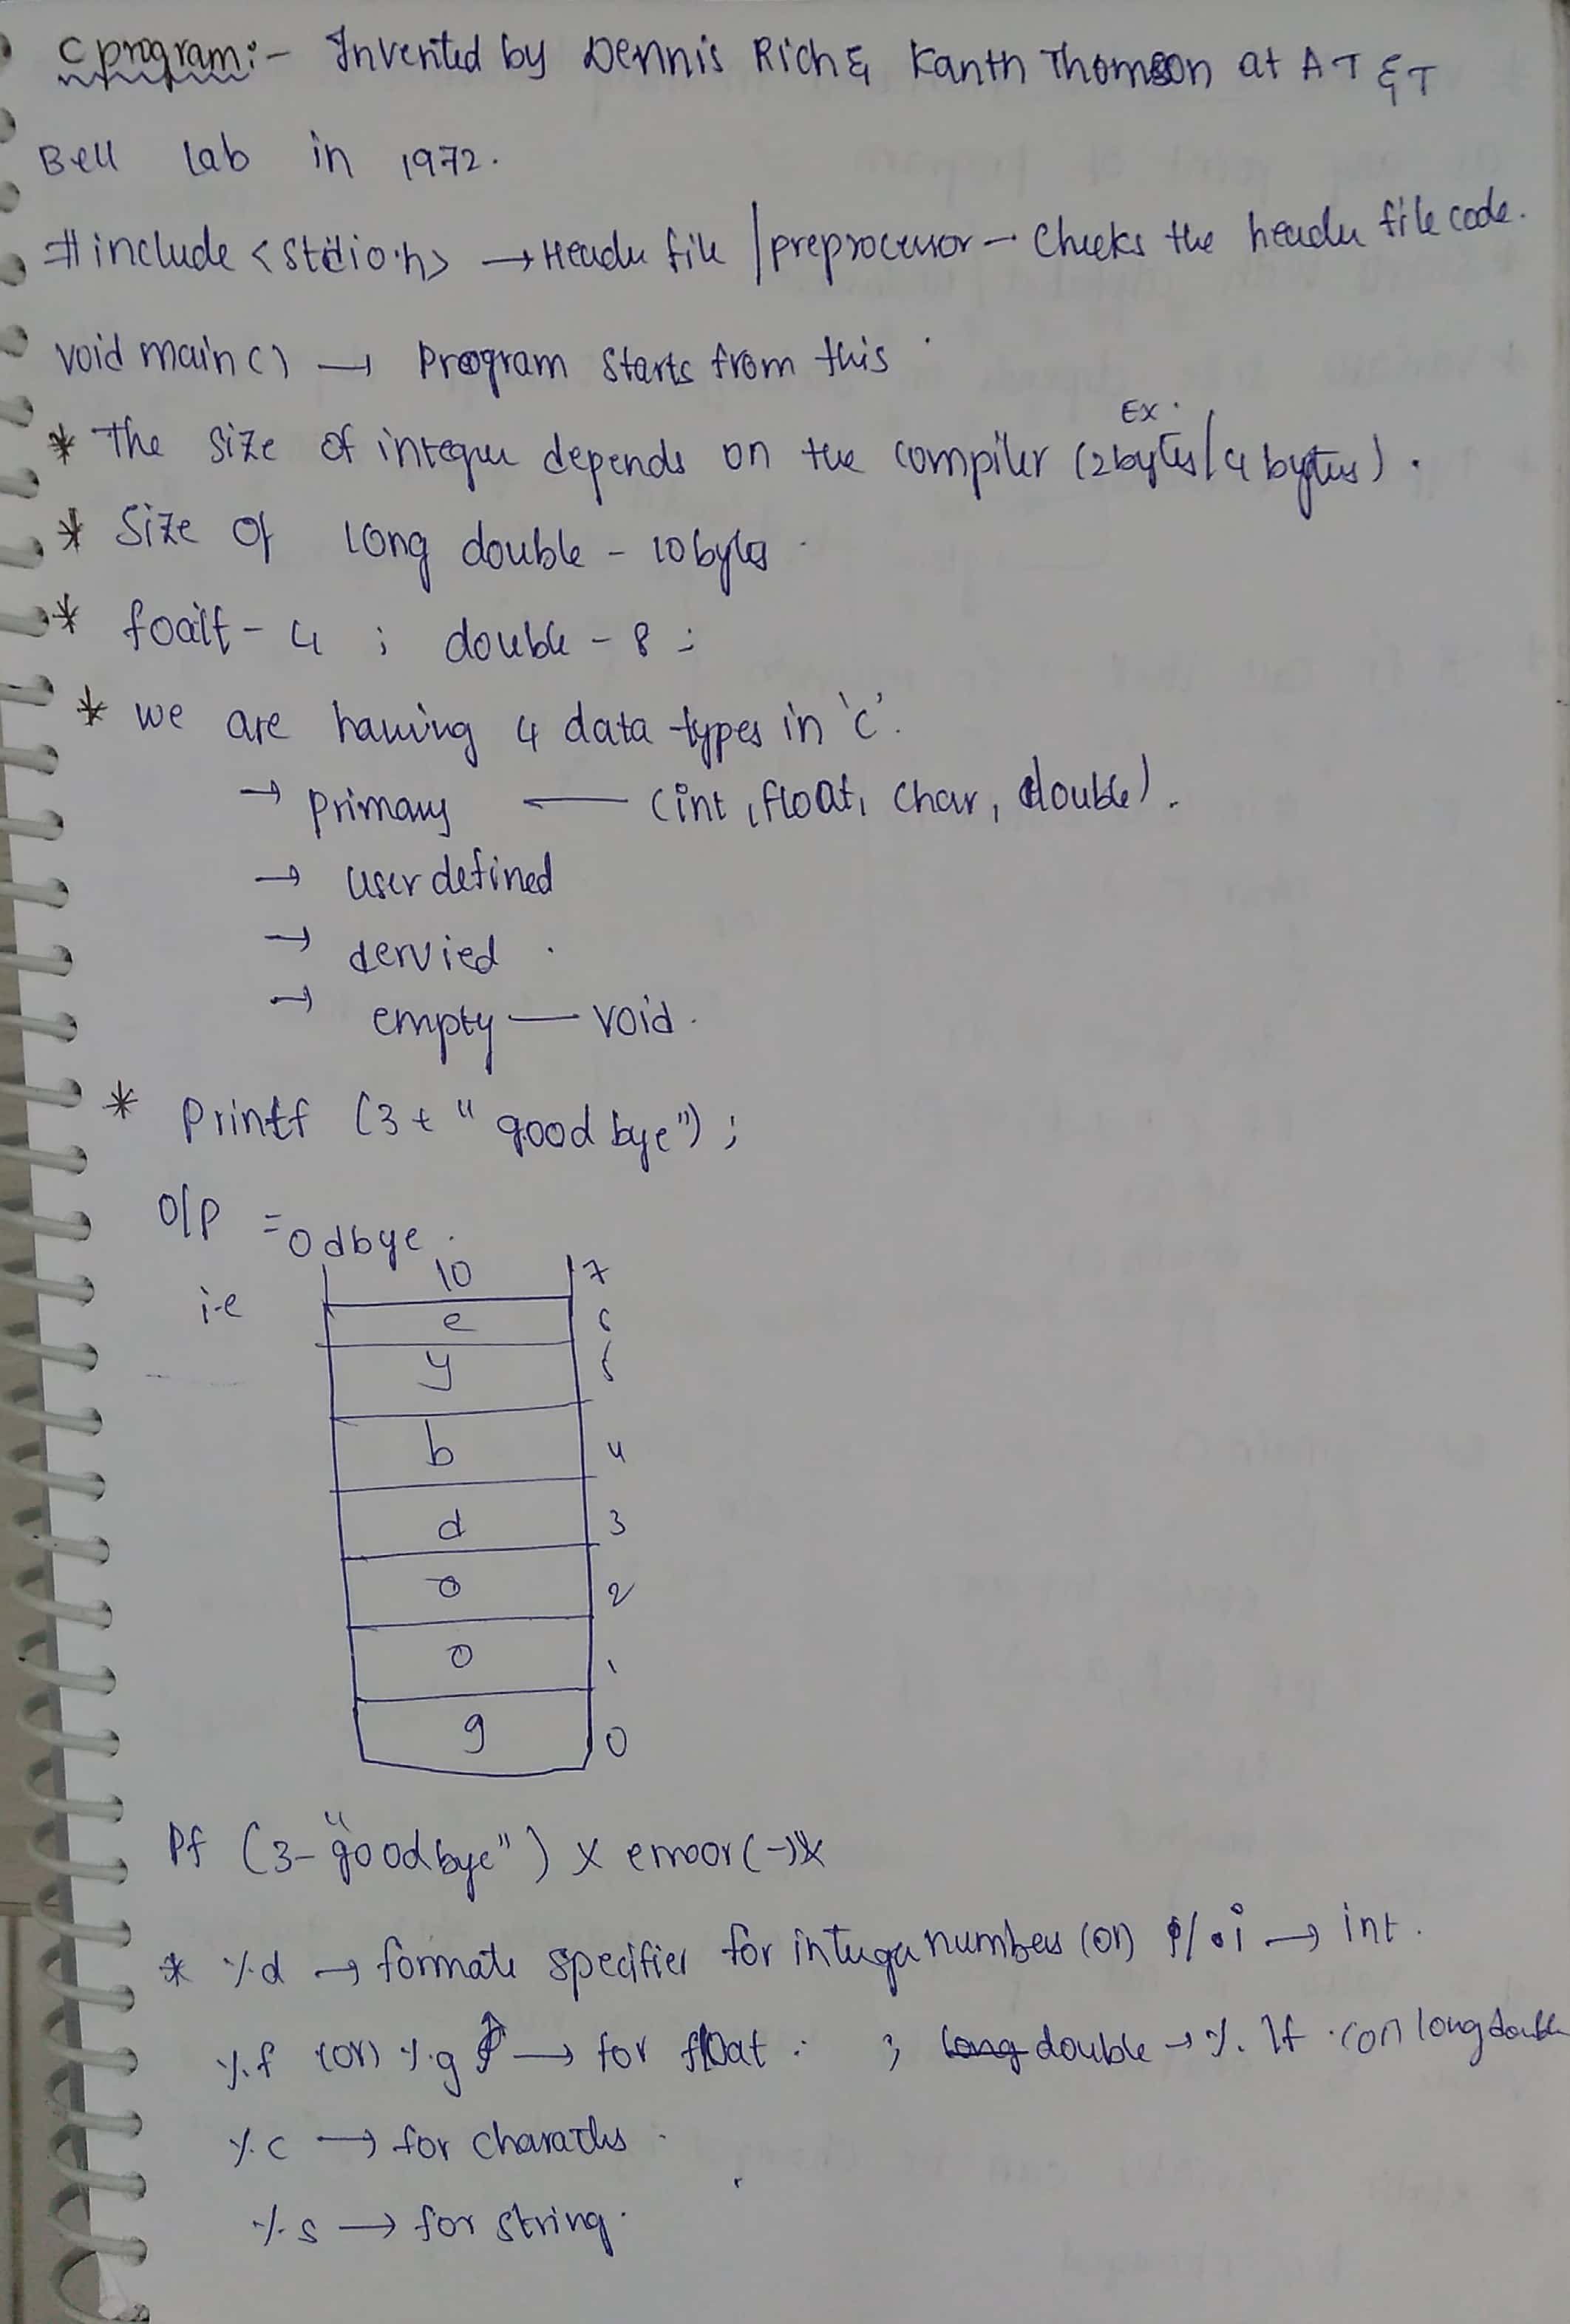 C program:- Invented by Dennis Rich & Kanth Thomson at AT&T
Bell lab in 1972.
#include <stdio.h> → Header file / preprocessor - Checks the header file code.
void main() → Program starts from this
* The size of integer depends on the compiler (Ex. 2bytes/4 bytes).
* Size of long double - 10 bytes
* foalt - 4 ; double - 8 ;
* we are having 4 data types in 'c'.
→ primary — (int, float, char, double).
→ user defined
→ dervied
→ empty — void.
* Printf (3+"good bye");
O/P = odbye.
i.e
10 7
e 6
y 5
b 4
d 3
o 2
o 1
g 0
Pf (3-"goodbye") X erroor (-)X
* %d → formate specifier for integer numbers (or) %i → int.
%f (or) %g → for float. ; long double → %. lf (or) long double
%c → for characters.
%s → for string.